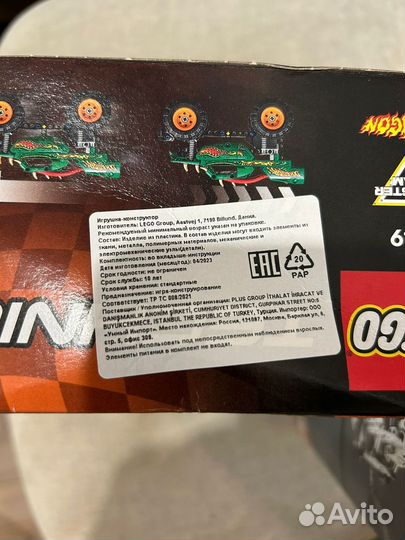 Игрушка-конструктор
Изготовитель: LEGO Group, Aastvej 1, 7190 Billund, Дания.
Рекомендуемый минимальный возраст указан на упаковке.
Состав: Изделие из пластика. В состав изделия могут входить элементы из
ткани, металла, полимерных материалов, механические и
электромеханические узлы(детали).
Комплектность: во вкладыше-инструкции
Дата изготовления (месяц/год): 04/2023
Срок годности: не ограничен
Срок службы: 10 лет
Условия хранения: стандартные
Предназначение: игра-конструирование
Соответствует: ТР ТС 008/2011
Поставщик / Уполномоченная организация: PLUS GROUP İTHALAT İHRACAT VE
DANIŞMANLIK ANONİM ŞİRKETİ, CUMHURIYET DISTRICT, GURPINAR STREET NO:5
BUYUKCEKMECE, ISTANBUL THE REPUBLIC OF TURKEY, Турция. Импортер: ООО
«Умный Импорт». Место нахождения: Россия, 121087, Москва, Барклая ул, 6,
стр. 5, офис 309.
Внимание! Использовать под непосредственным наблюдением взрослых.
Элементы питания в комплект не входят.
EAC
20
PAP
Avito